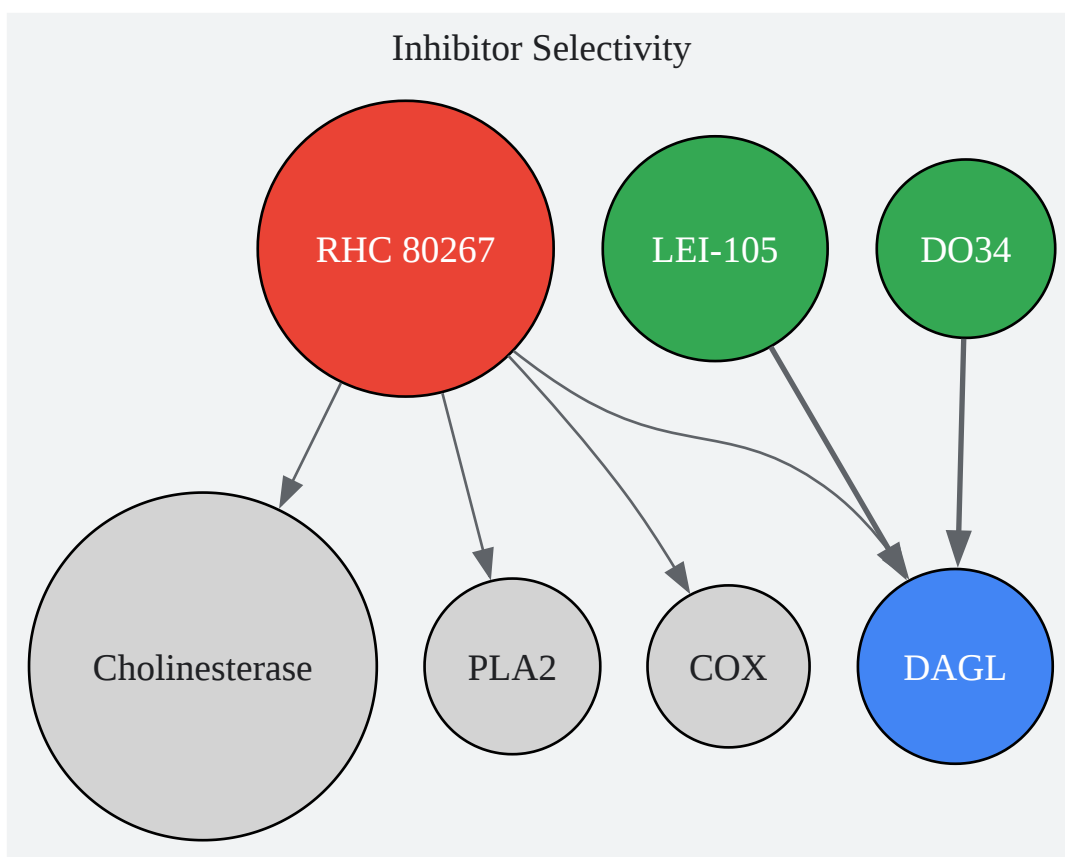 Inhibitor Selectivity
RHC 80267
LEI-105
DO34
Cholinesterase
PLA2
COX
DAGL